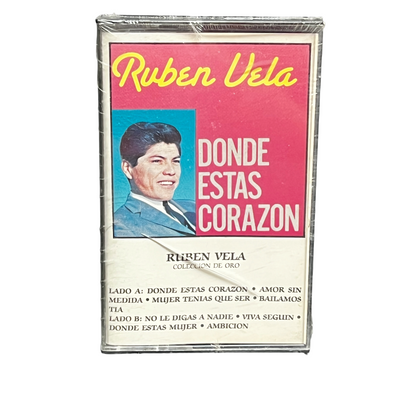 Ruben Vela
DONDE
ESTAS
CORAZON
RUBEN VELA
COLECCION DE ORO
LADO A: DONDE ESTAS CORAZON • AMOR SIN
MEDIDA • MUJER TENIAS QUE SER • BAILAMOS
TIA
LADO B: NO LE DIGAS A NADIE • VIVA SEGUIN •
DONDE ESTAS MUJER • AMBICION